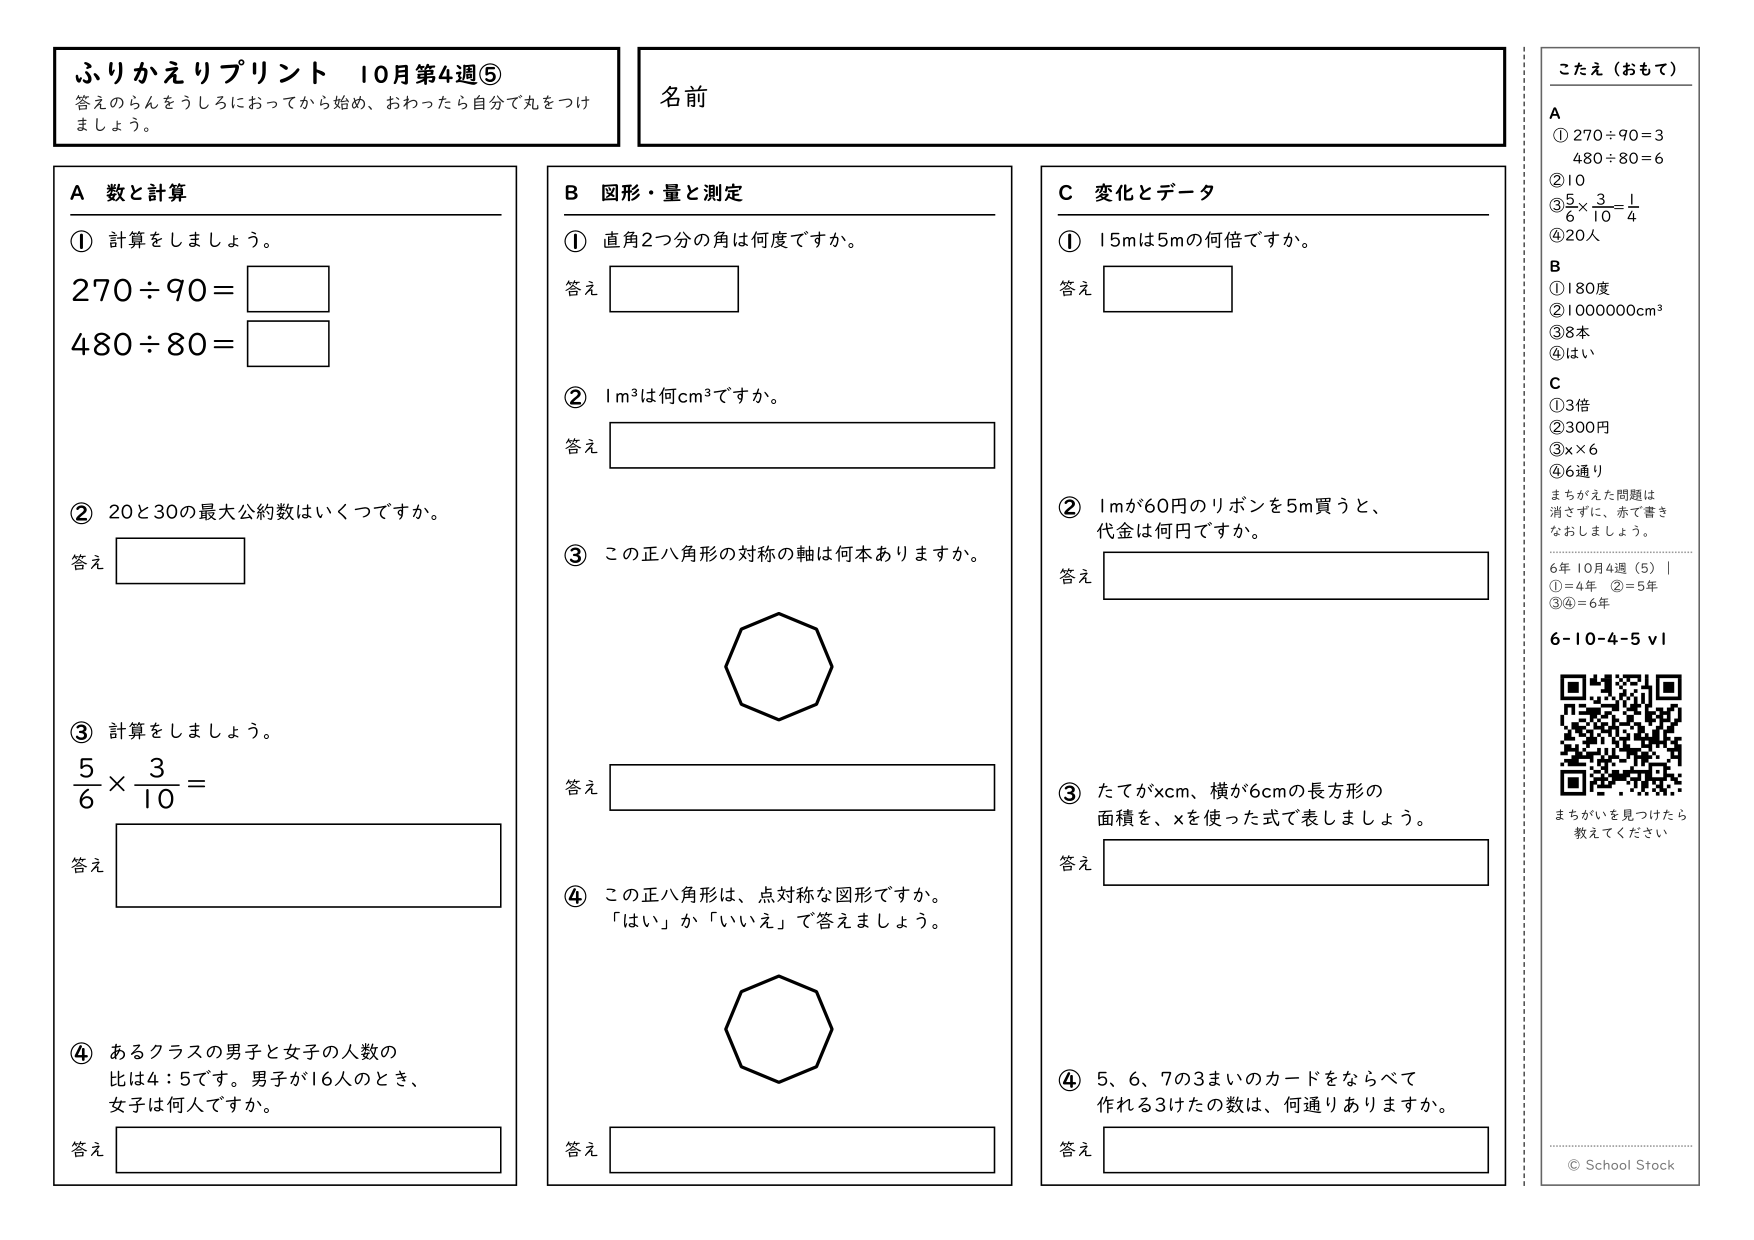 ふりかえりプリント　10月第4週⑤
答えのらんをうしろにおってから始め、おわったら自分で丸をつけ
ましょう。
名前
A　数と計算
① 計算をしましょう。
270÷90＝
480÷80＝
② 20と30の最大公約数はいくつですか。
答え
③ 計算をしましょう。
5/6 × 3/10 ＝
答え
④ あるクラスの男子と女子の人数の
比は4：5です。男子が16人のとき、
女子は何人ですか。
答え
B　図形・量と測定
① 直角2つ分の角は何度ですか。
答え
② 1m³は何cm³ですか。
答え
③ この正八角形の対称の軸は何本ありますか。
答え
④ この正八角形は、点対称な図形ですか。
「はい」か「いいえ」で答えましょう。
答え
C　変化とデータ
① 15mは5mの何倍ですか。
答え
② 1mが60円のリボンを5m買うと、
代金は何円ですか。
答え
③ たてがxcm、横が6cmの長方形の
面積を、xを使った式で表しましょう。
答え
④ 5、6、7の3まいのカードをならべて
作れる3けたの数は、何通りありますか。
答え
こたえ（おもて）
A
① 270÷90＝3
480÷80＝6
②10
③5/6×3/10＝1/4
④20人
B
①180度
②1000000cm³
③8本
④はい
C
①3倍
②300円
③x×6
④6通り
まちがえた問題は
消さずに、赤で書き
なおしましょう。
6年 10月4週（5）｜
①＝4年　②＝5年
③④＝6年
6-10-4-5 v1
まちがいを見つけたら
教えてください
© School Stock